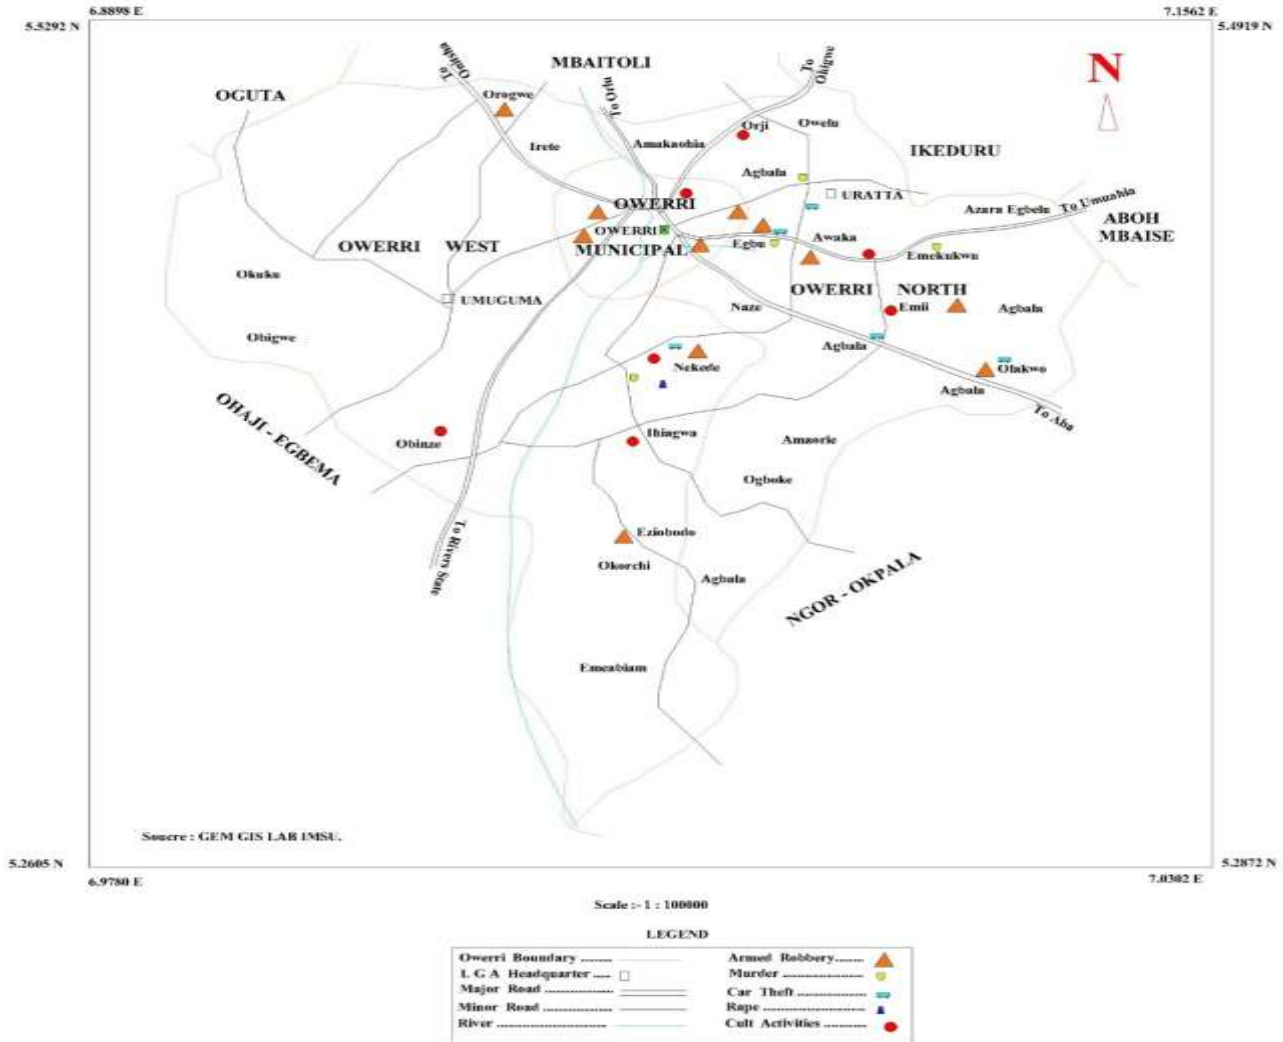 6.8898 E
7.1562 E
5.5292 N
5.4919 N
MBAITOLI
To Onitsha
To Orlu
To Okigwe
N
OGUTA
Orogwe
Orji
Owelu
Irete
Amakaohia
IKEDURU
Agbala
URATTA
OWERRI
Azara Egbelu
To Umuahia
ABOH
MBAISE
OWERRI
OWERRI WEST
MUNICIPAL
Egbu
Awaka
Emekukwu
Okuku
OWERRI NORTH
UMUGUMA
Naze
Emii
Agbala
Obigwe
Agbala
Nekede
Olakwo
Agbala
OHAJI - EGBEMA
To Aba
Obinze
Ihiagwa
Amaorie
Ogboke
To Rivers State
Eziobodo
Okorchi
Agbala
NGOR - OKPALA
Emeabiam
Soucre : GEM GIS LAB IMSU.
5.2605 N
5.2872 N
6.9780 E
7.0302 E
Scale :- 1 : 100000
LEGEND
Owerri Boundary
Armed Robbery
L G A Headquarter
Murder
Major Road
Car Theft
Minor Road
Rape
River
Cult Activities